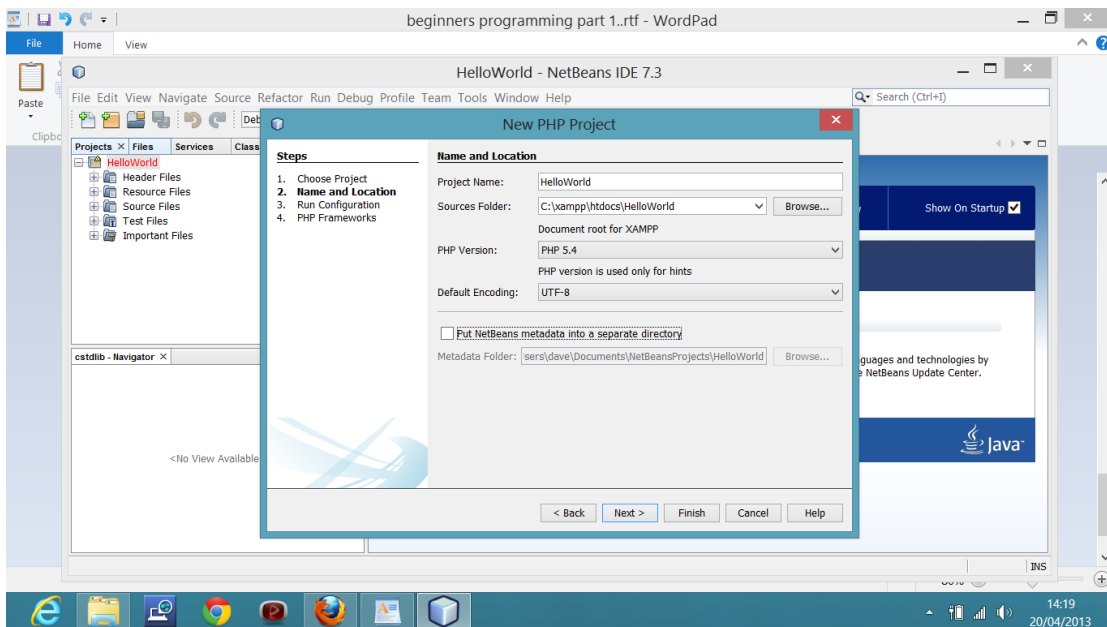 beginners programming part 1..rtf - WordPad
File Home View
HelloWorld - NetBeans IDE 7.3
Paste
File Edit View Navigate Source Refactor Run Debug Profile Team Tools Window Help
Search (Ctrl+I)
Deb
Clipbo
New PHP Project
Projects Files Services Class
HelloWorld
Header Files
Resource Files
Source Files
Test Files
Important Files
Steps
1. Choose Project
2. Name and Location
3. Run Configuration
4. PHP Frameworks
Name and Location
Project Name: HelloWorld
Sources Folder: C:\xampp\htdocs\HelloWorld Browse...
Document root for XAMPP
PHP Version: PHP 5.4
PHP version is used only for hints
Default Encoding: UTF-8
Put NetBeans metadata into a separate directory
Metadata Folder: sers\dave\Documents\NetBeansProjects\HelloWorld Browse...
Show On Startup
cstdlib - Navigator
<No View Available
guages and technologies by
NetBeans Update Center.
Java
< Back Next > Finish Cancel Help
INS
14:19
20/04/2013